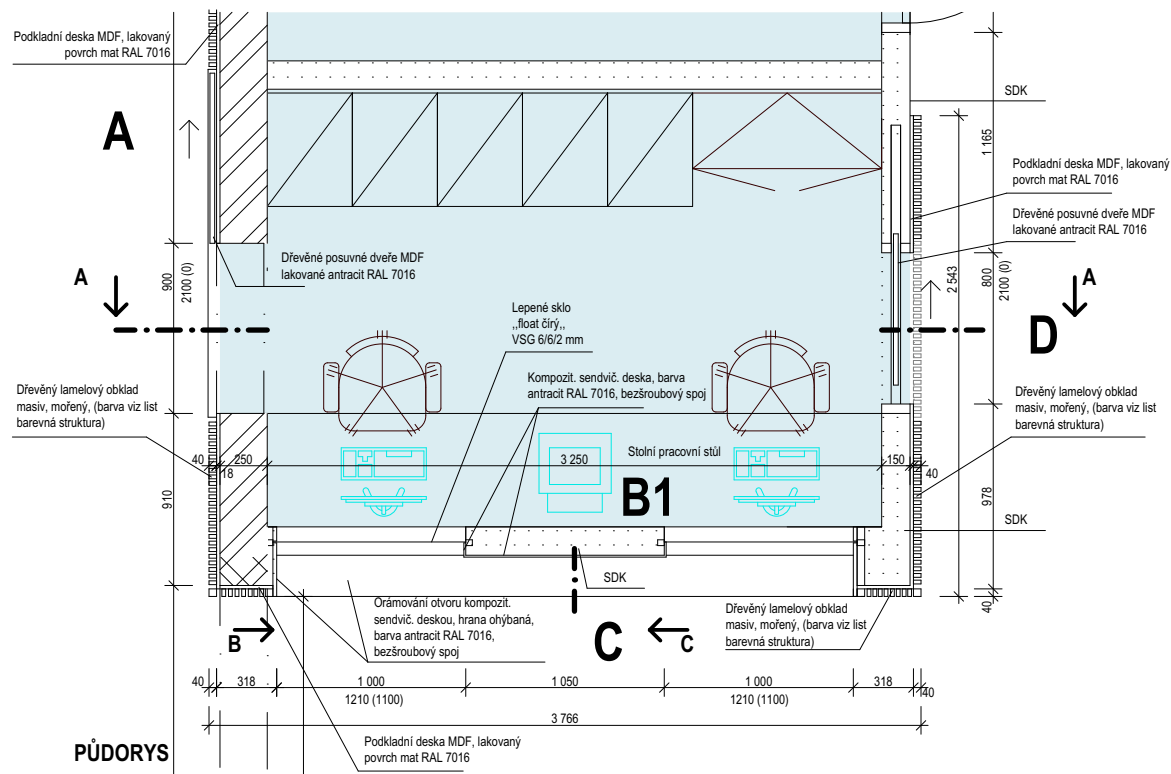 Podkladní deska MDF, lakovaný
povrch mat RAL 7016
A
SDK
1 165
Podkladní deska MDF, lakovaný
povrch mat RAL 7016
Dřevěné posuvné dveře MDF
lakované antracit RAL 7016
Dřevěné posuvné dveře MDF
lakované antracit RAL 7016
A
900
2100 (0)
2 543
800
2100 (0)
A
D
Lepené sklo
,,float čirý,,
VSG 6/6/2 mm
Kompozit. sendvič. deska, barva
antracit RAL 7016, bezšroubový spoj
Dřevěný lamelový obklad
masiv, mořený, (barva viz list
barevná struktura)
Dřevěný lamelový obklad
masiv, mořený, (barva viz list
barevná struktura)
Stolní pracovní stůl
40
18
250
3 250
150
40
B1
910
978
SDK
SDK
40
Orámování otvoru kompozit.
sendvič. deskou, hrana ohýbaná,
barva antracit RAL 7016,
bezšroubový spoj
Dřevěný lamelový obklad
masiv, mořený, (barva viz list
barevná struktura)
B
C
C
40
318
1 000
1 050
1 000
318
40
1210 (1100)
1210 (1100)
3 766
PŮDORYS
Podkladní deska MDF, lakovaný
povrch mat RAL 7016